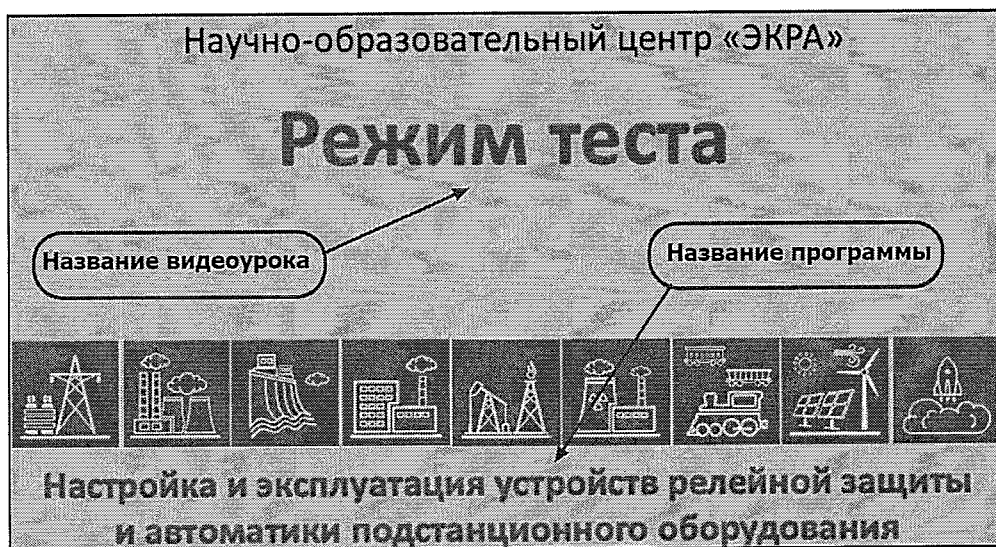 Научно-образовательный центр «ЭКРА»
Режим теста
Название видеоурока
Название программы
Настройка и эксплуатация устройств релейной защиты
и автоматики подстанционного оборудования